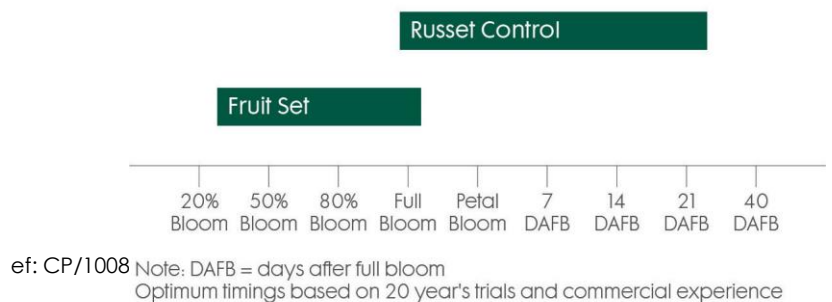 Russet Control
Fruit Set
20% 50% 80% Full Petal 7 14 21 40
Bloom Bloom Bloom Bloom Bloom DAFB DAFB DAFB DAFB
ef: CP/1008 Note: DAFB = days after full bloom
Optimum timings based on 20 year's trials and commercial experience